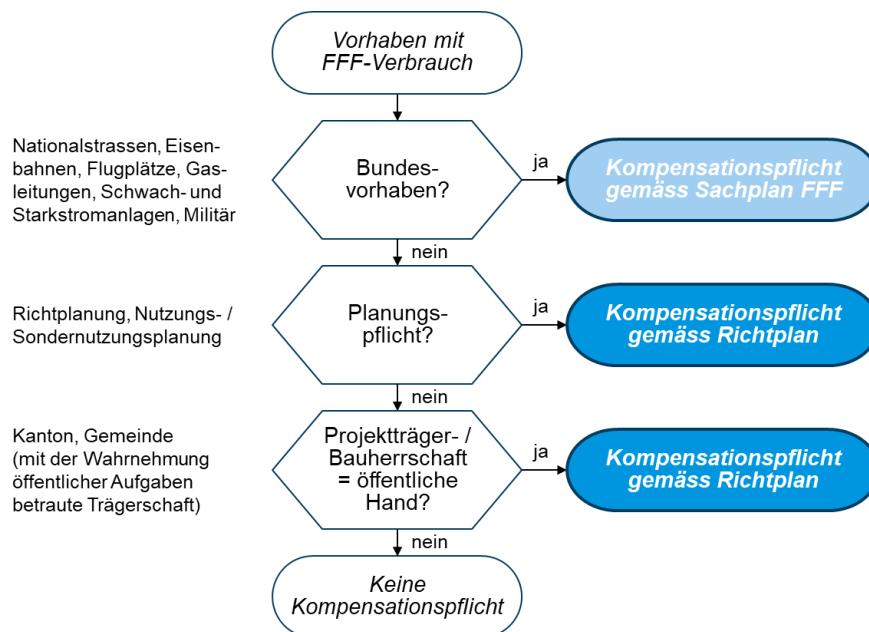 Vorhaben mit
FFF-Verbrauch
Nationalstrassen, Eisen-
bahnen, Flugplätze, Gas-
leitungen, Schwach- und
Starkstromanlagen, Militär
Bundes-
vorhaben?
ja
Kompensationspflicht
gemäss Sachplan FFF
nein
Richtplanung, Nutzungs- /
Sondernutzungsplanung
Planungs-
pflicht?
ja
Kompensationspflicht
gemäss Richtplan
nein
Kanton, Gemeinde
(mit der Wahrnehmung
öffentlicher Aufgaben
betraute Trägerschaft)
Projektträger- /
Bauherrschaft
= öffentliche
Hand?
ja
Kompensationspflicht
gemäss Richtplan
nein
Keine
Kompensationspflicht